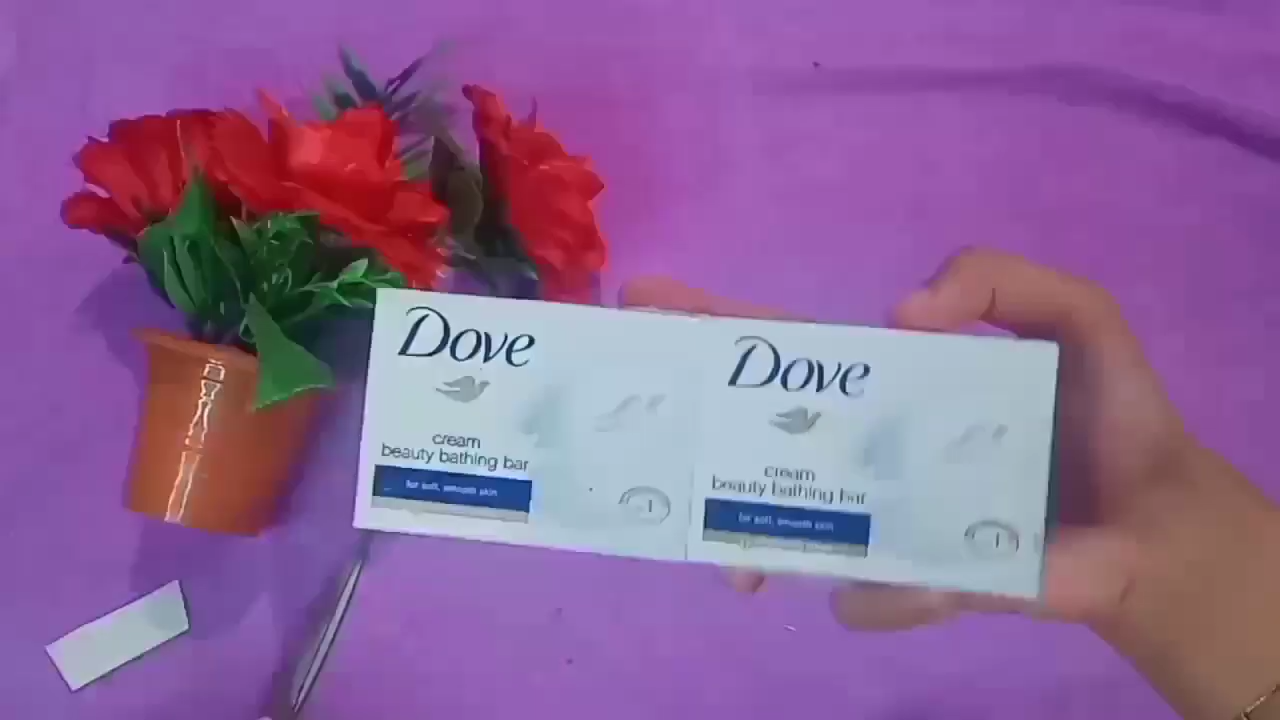 Dove
cream
beauty bathing bar
for soft, smooth skin
Dove
cream
beauty bathing bar
for soft, smooth skin